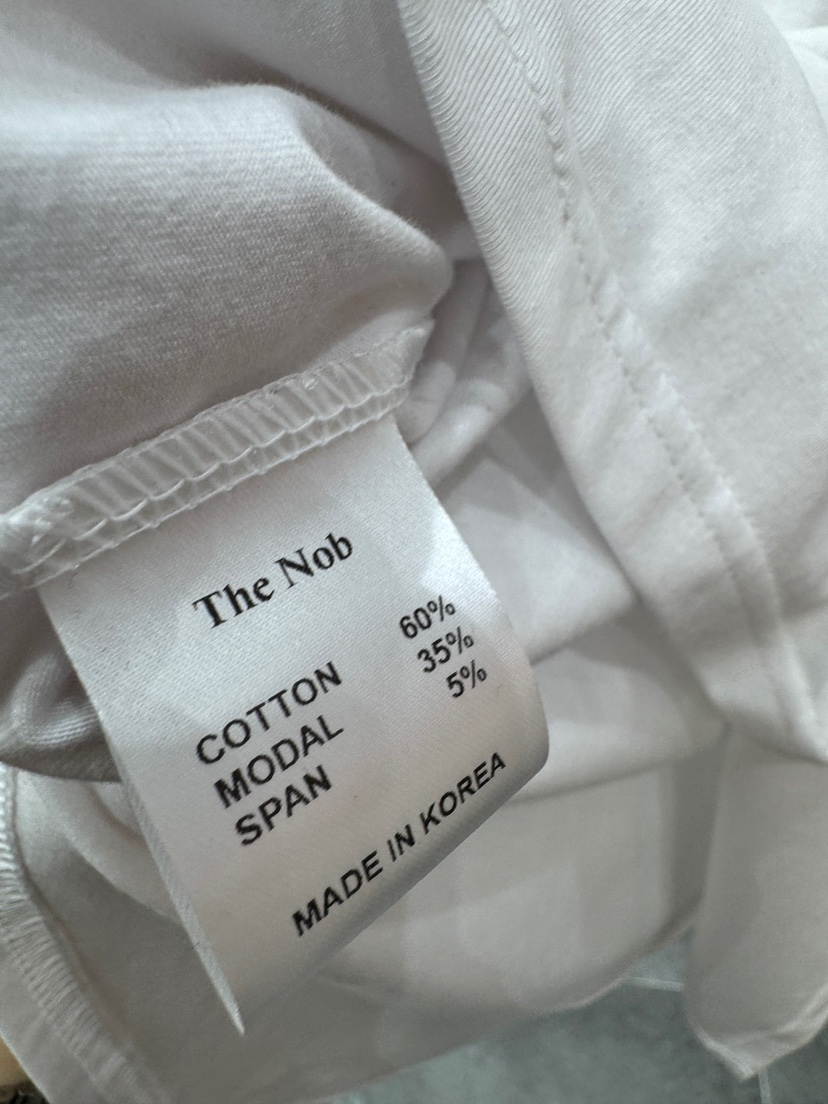 The Nob
COTTON 60%
MODAL 35%
SPAN 5%
MADE IN KOREA